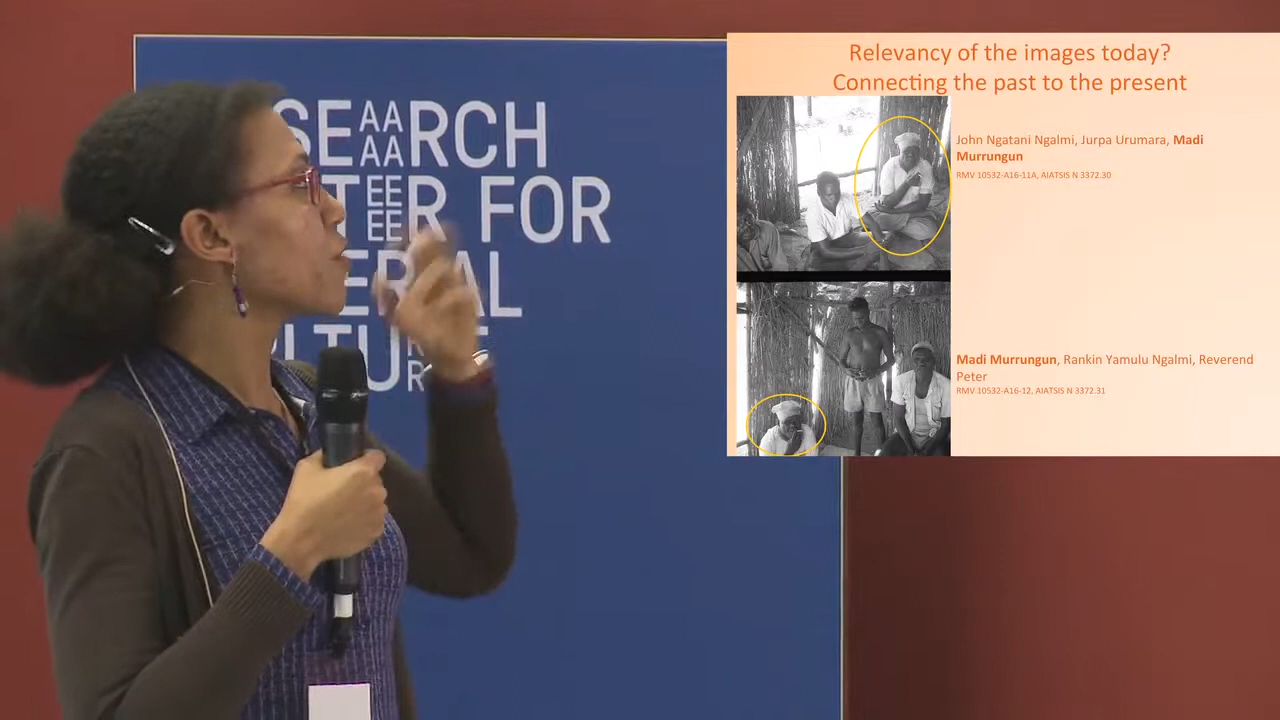 SEARCH
TER FOR
Relevancy of the images today?
Connecting the past to the present
John Ngatani Ngalmi, Jurpa Urumara, Madi
Murrungun
RMV 10532-A16-11A, AIATSIS N 3372.30
Madi Murrungun, Rankin Yamulu Ngalmi, Reverend
Peter
RMV 10532-A16-12, AIATSIS N 3372.31